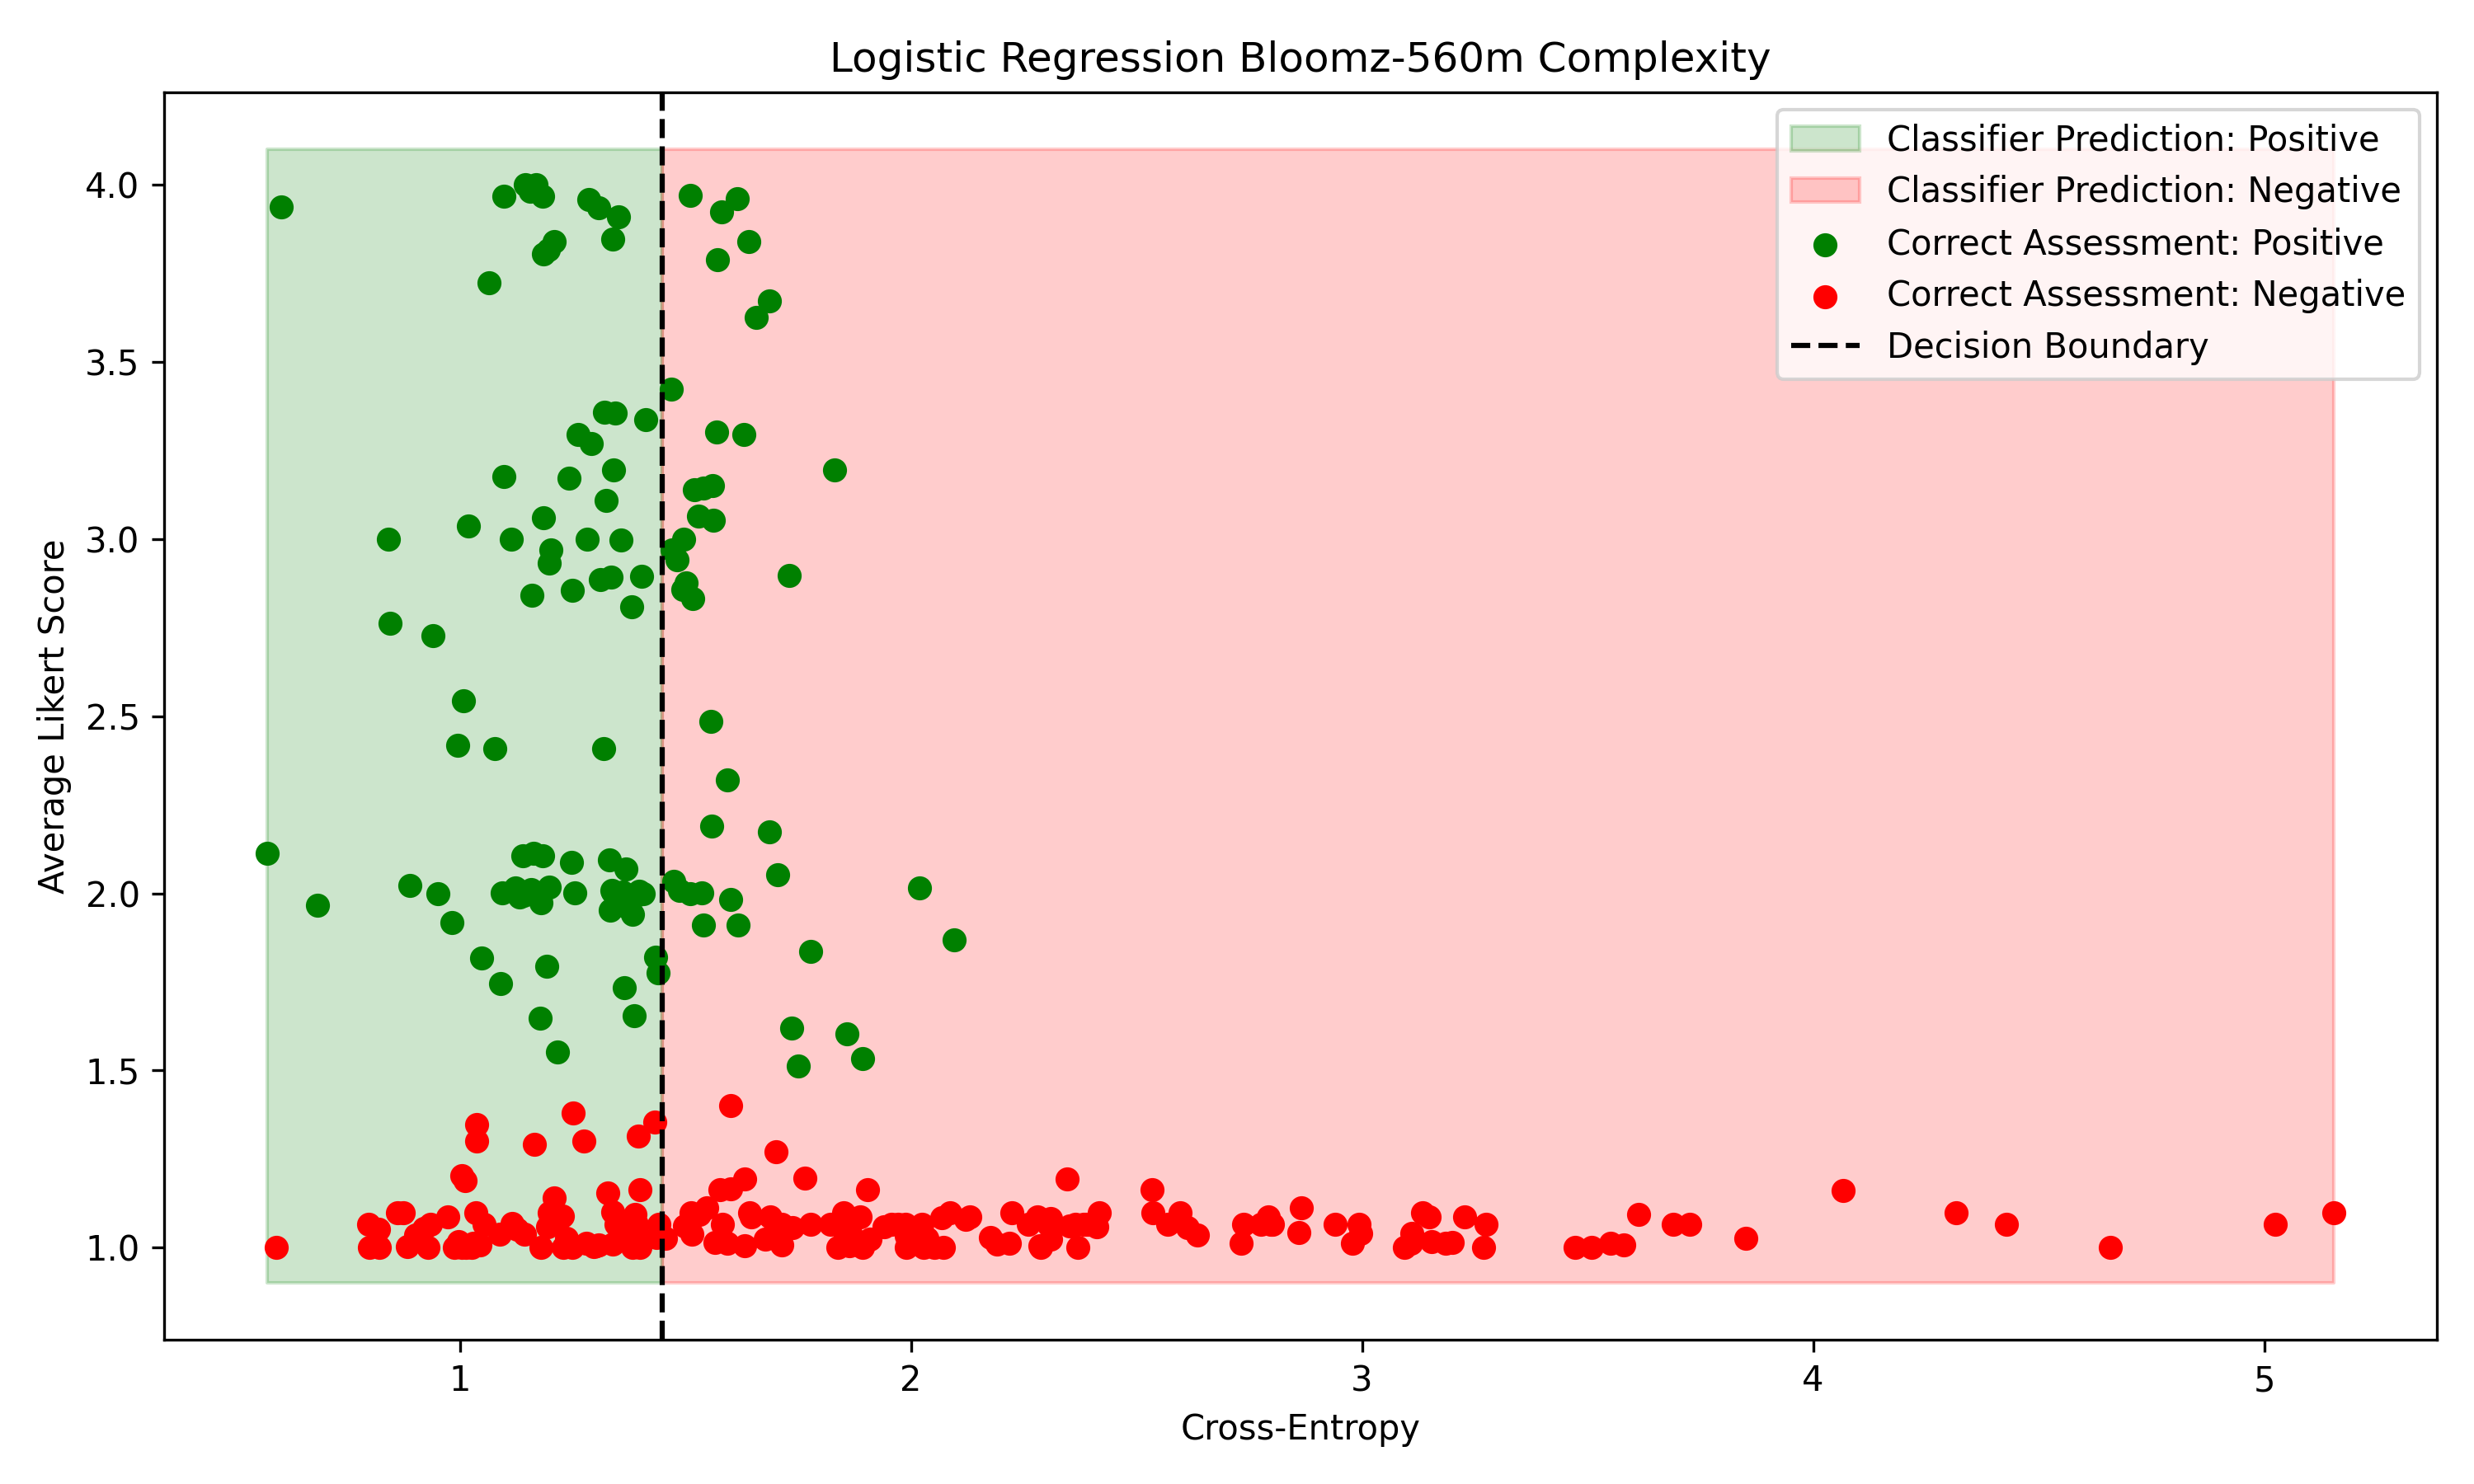 Logistic Regression Bloomz-560m Complexity
Classifier Prediction: Positive
Classifier Prediction: Negative
Correct Assessment: Positive
Correct Assessment: Negative
Decision Boundary
Average Likert Score
4.0
3.5
3.0
2.5
2.0
1.5
1.0
1
2
3
4
5
Cross-Entropy